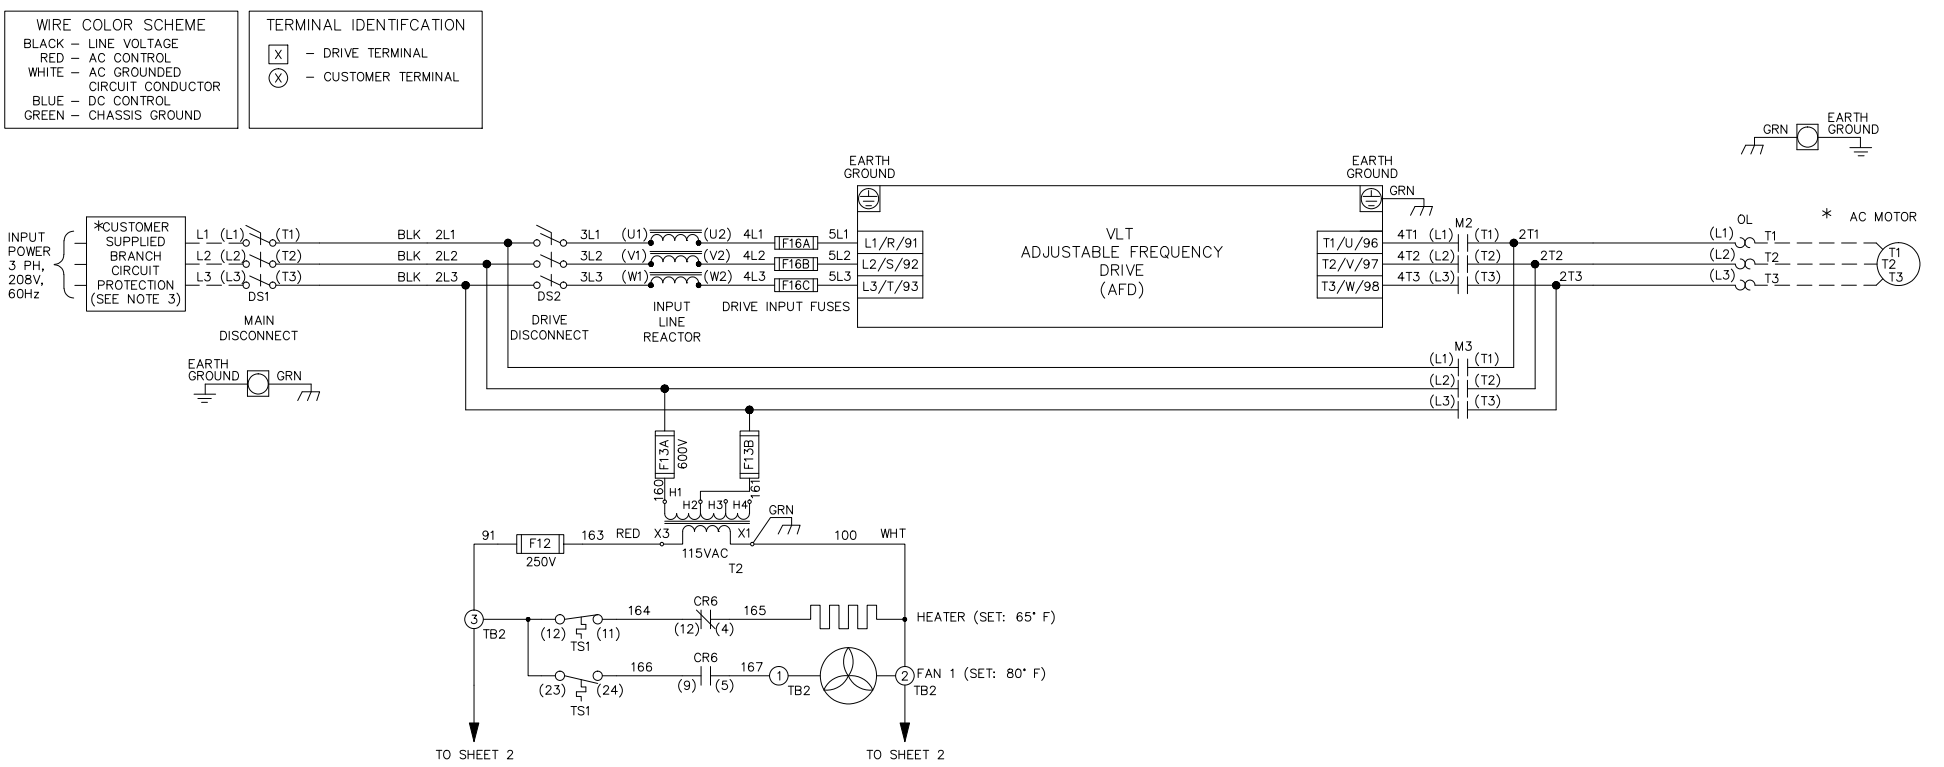 WIRE COLOR SCHEME
BLACK – LINE VOLTAGE
RED – AC CONTROL
WHITE – AC GROUNDED
CIRCUIT CONDUCTOR
BLUE – DC CONTROL
GREEN – CHASSIS GROUND
TERMINAL IDENTIFCATION
X – DRIVE TERMINAL
X – CUSTOMER TERMINAL
GRN
EARTH
GROUND
EARTH
GROUND
EARTH
GROUND
GRN
INPUT
POWER
3 PH,
208V,
60Hz
*CUSTOMER
SUPPLIED
BRANCH
CIRCUIT
PROTECTION
(SEE NOTE 3)
L1 (L1) (T1) BLK 2L1 3L1 (U1) (U2) 4L1 F16A 5L1 L1/R/91
L2 (L2) (T2) BLK 2L2 3L2 (V1) (V2) 4L2 F16B 5L2 L2/S/92
L3 (L3) (T3) BLK 2L3 3L3 (W1) (W2) 4L3 F16C 5L3 L3/T/93
DS1
MAIN
DISCONNECT
DS2
DRIVE
DISCONNECT
INPUT
LINE
REACTOR
DRIVE INPUT FUSES
VLT
ADJUSTABLE FREQUENCY
DRIVE
(AFD)
M2
T1/U/96 4T1 (L1) (T1) 2T1
T2/V/97 4T2 (L2) (T2) 2T2
T3/W/98 4T3 (L3) (T3) 2T3
OL
(L1) T1
(L2) T2
(L3) T3
* AC MOTOR
T1
T2
T3
M3
(L1) (T1)
(L2) (T2)
(L3) (T3)
EARTH
GROUND
GRN
F13A
600V
F13B
160
H1
H2
H3
H4
161
GRN
91
F12
250V
163
RED
X3
X1
115VAC
T2
100
WHT
3
TB2
(12)
(11)
TS1
164
CR6
(12)
(4)
165
HEATER (SET: 65° F)
(23)
(24)
TS1
166
CR6
(9)
(5)
167
1
TB2
2
TB2
FAN 1 (SET: 80° F)
TO SHEET 2
TO SHEET 2